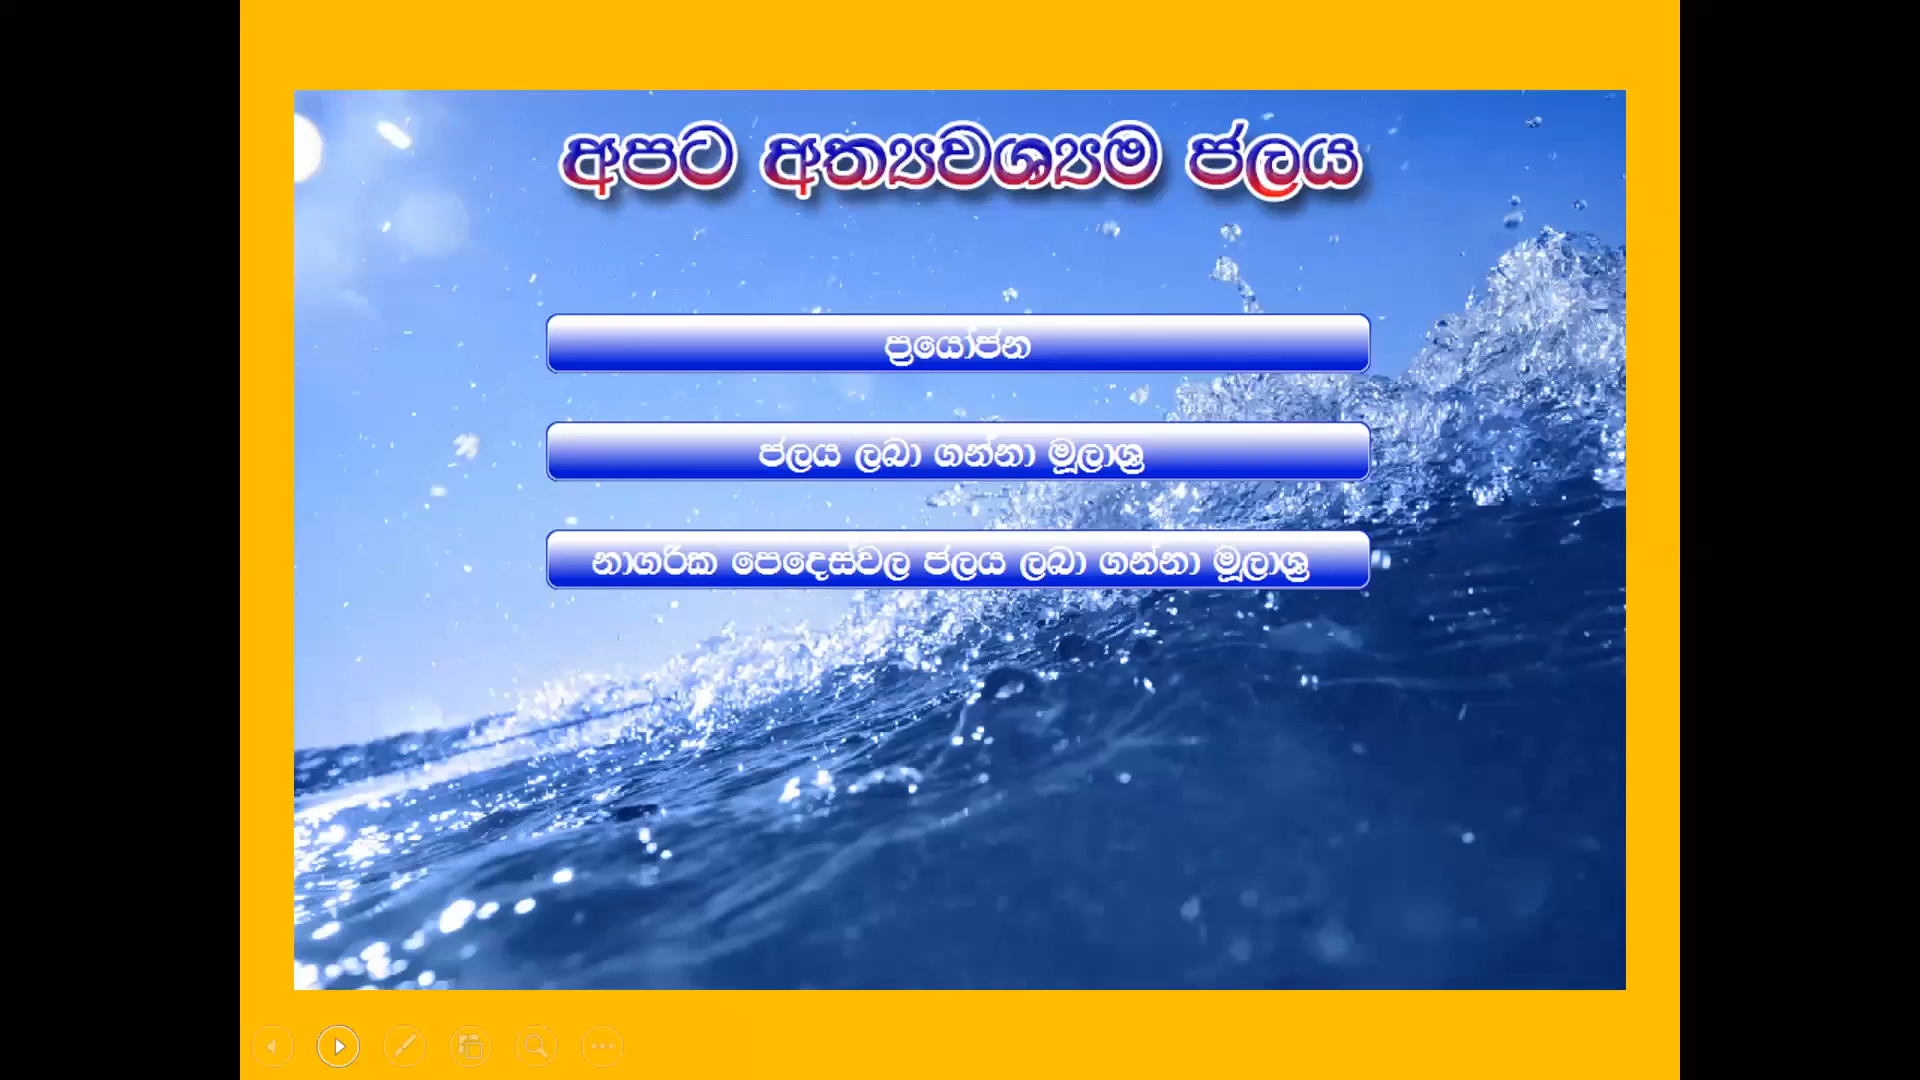 අපට අත්‍යවශ්‍යම ජලය
ප්‍රයෝජන
ජලය ලබා ගන්නා මූලාශ්‍ර
නාගරික පෙදෙස්වල ජලය ලබා ගන්නා මූලාශ්‍ර